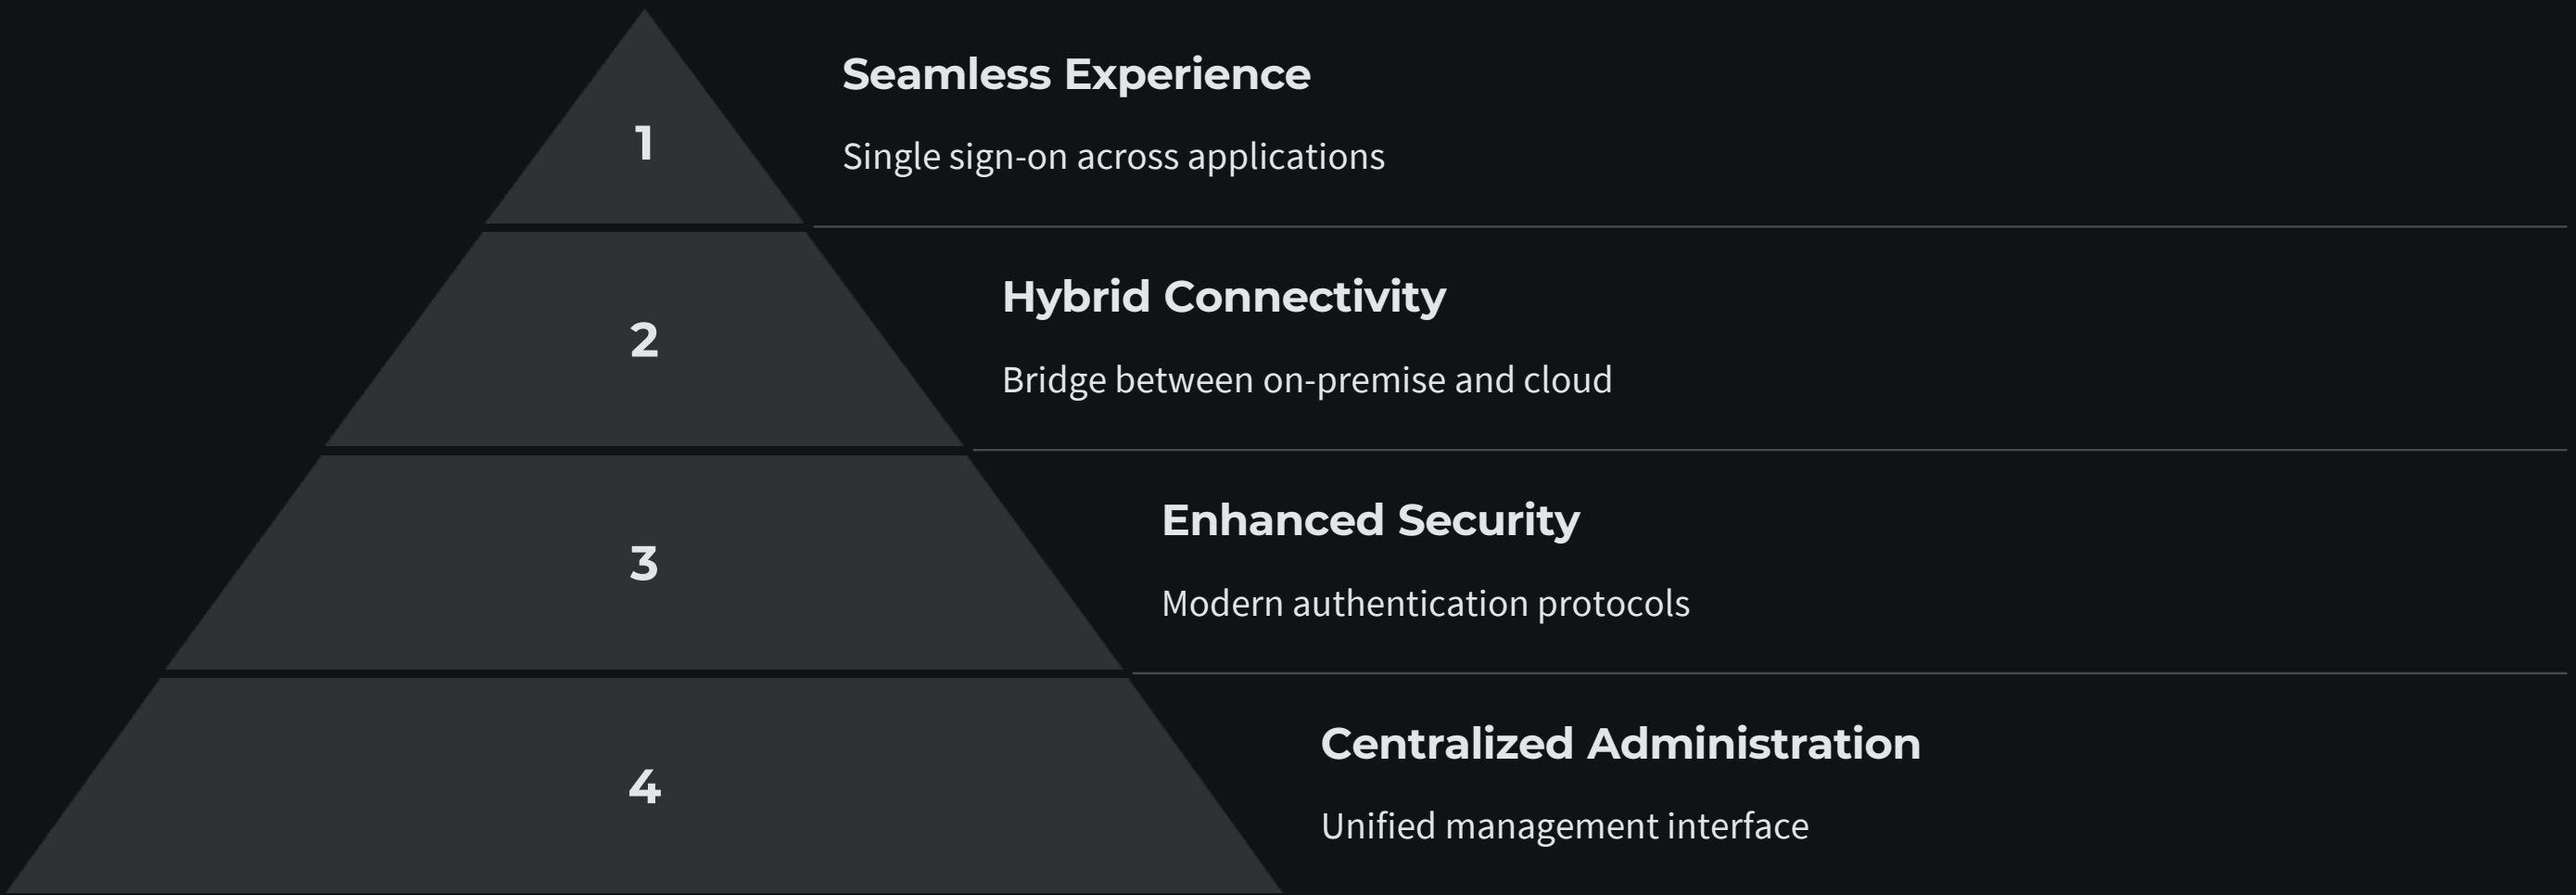 1
Seamless Experience
Single sign-on across applications
2
Hybrid Connectivity
Bridge between on-premise and cloud
3
Enhanced Security
Modern authentication protocols
4
Centralized Administration
Unified management interface